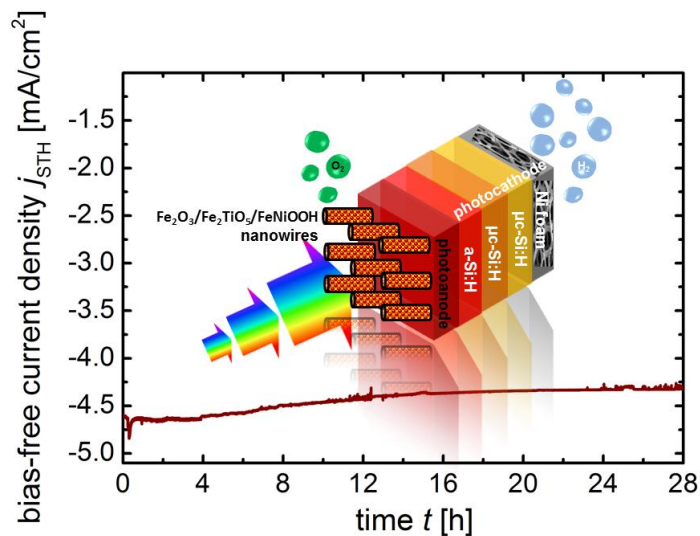 bias-free current density jSTH [mA/cm²]
-1.5
-2.0
-2.5
-3.0
-3.5
-4.0
-4.5
-5.0
0
4
8
12
16
20
24
28
time t [h]
O₂
H₂
Fe₂O₃/Fe₂TiO₅/FeNiOOH
nanowires
photoanode
photocathode
a-Si:H
μc-Si:H
μc-Si:H
Ni foam